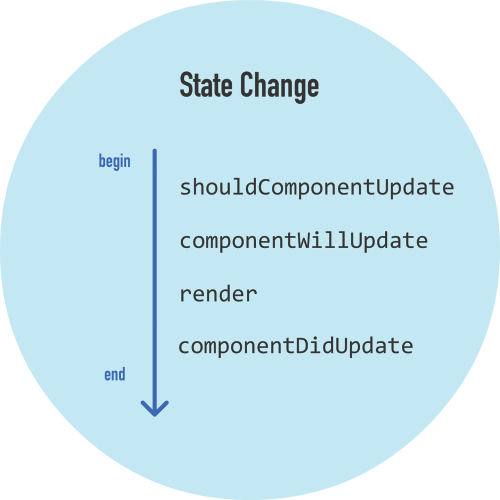 State Change
begin
shouldComponentUpdate
componentWillUpdate
render
componentDidUpdate
end